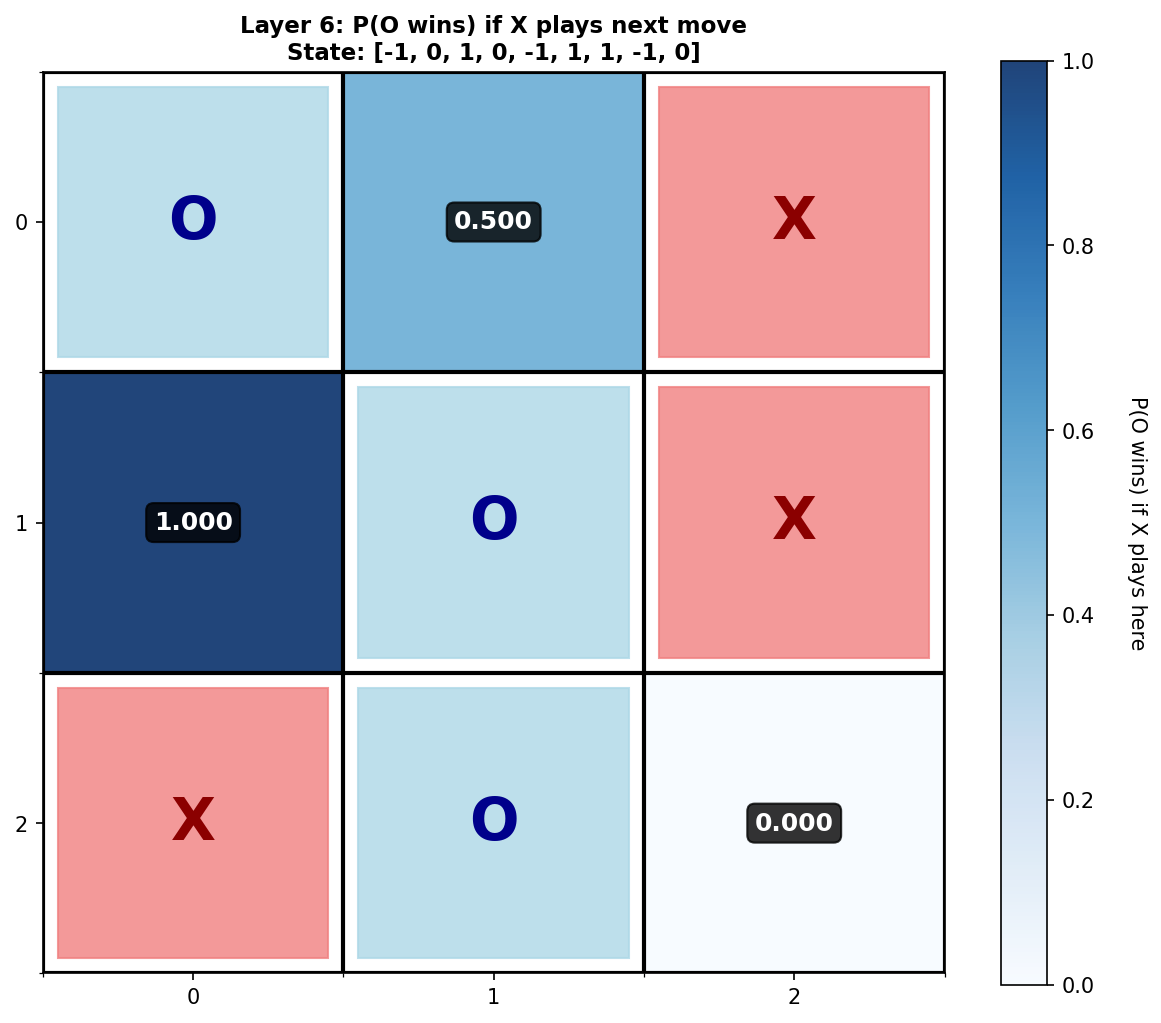 Layer 6: P(O wins) if X plays next move
State: [-1, 0, 1, 0, -1, 1, 1, -1, 0]
0
O
0.500
X
1
1.000
O
X
2
X
O
0.000
0
1
2
1.0
0.8
0.6
0.4
0.2
0.0
P(O wins) if X plays here